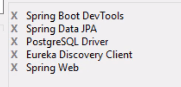 X Spring Boot DevTools
X Spring Data JPA
X PostgreSQL Driver
X Eureka Discovery Client
X Spring Web